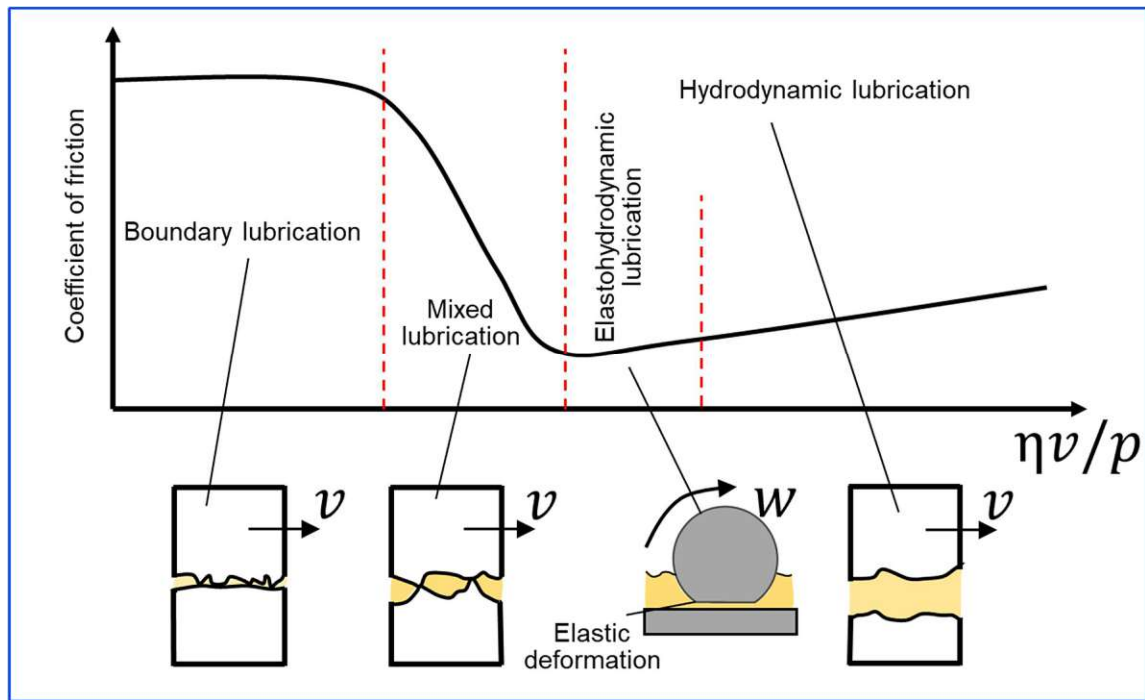 Coefficient of friction
Boundary lubrication
Mixed
lubrication
Elastohydrodynamic
lubrication
Hydrodynamic lubrication
ηv/p
v
v
w
v
Elastic
deformation